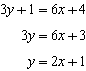 3y + 1 = 6x + 4
3y = 6x + 3
y = 2x + 1